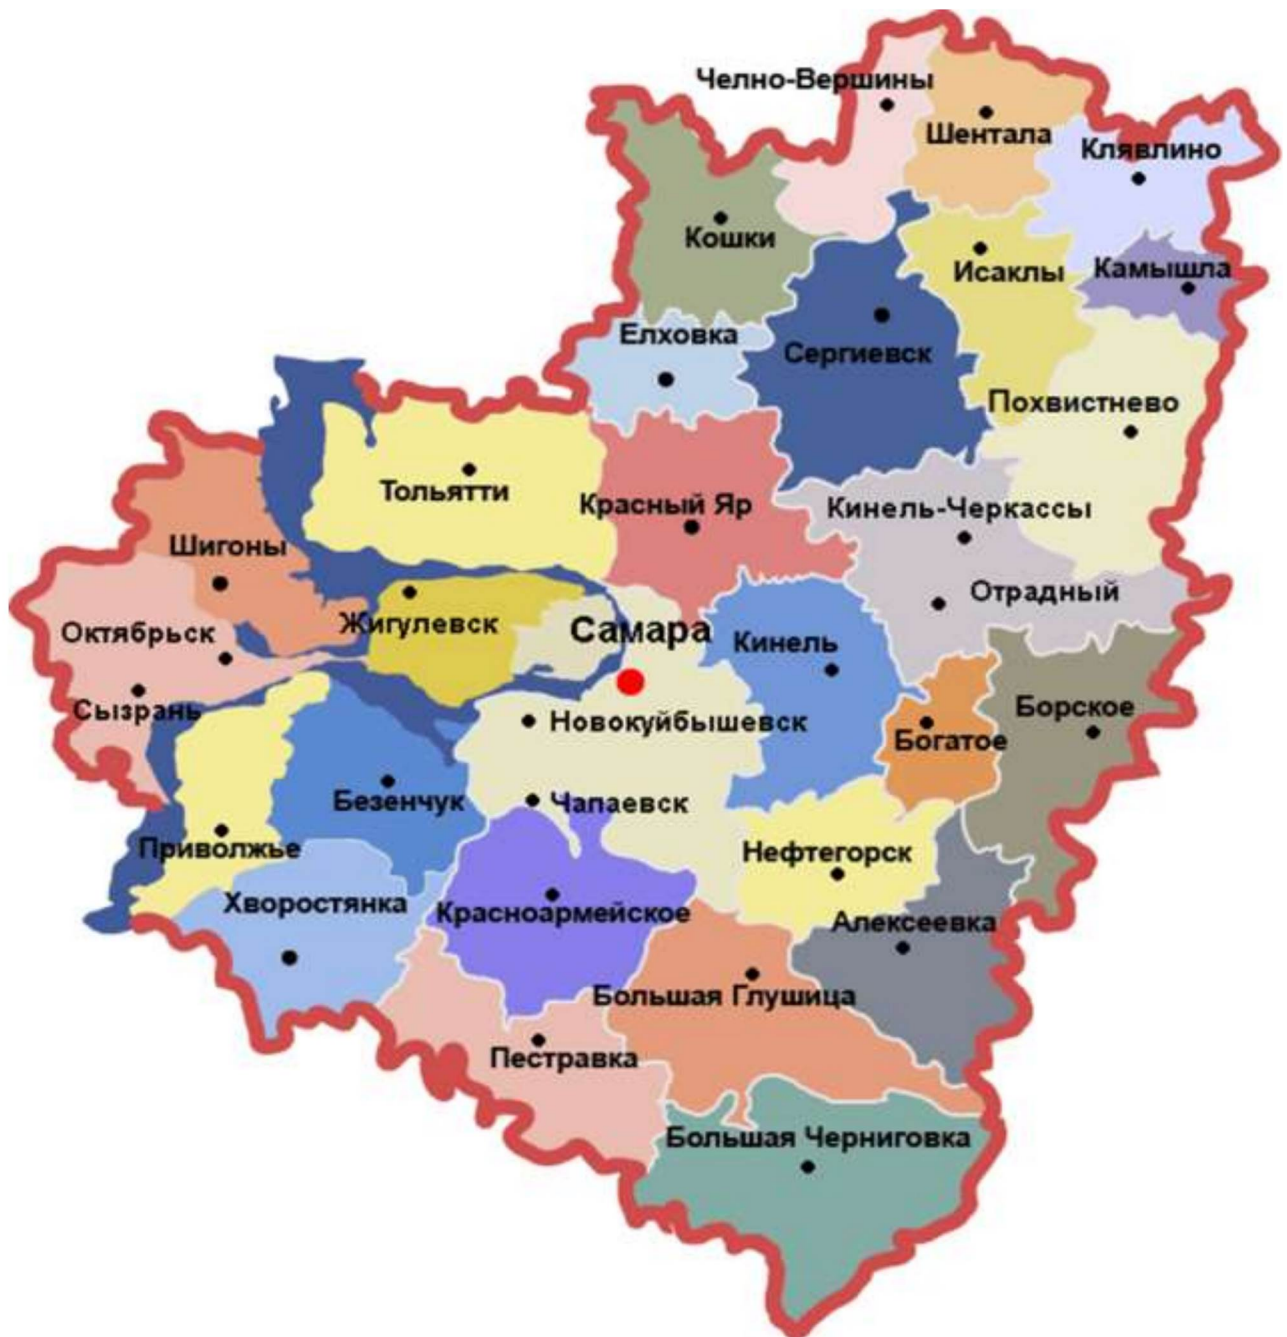 Челно-Вершины
Шентала
Клявлино
Кошки
Исаклы
Камышла
Елховка
Сергиевск
Похвистнево
Тольятти
Красный Яр
Кинель-Черкассы
Шигоны
Отрадный
Жигулевск
Октябрьск
Самара
Кинель
Сызрань
Новокуйбышевск
Борское
Богатое
Безенчук
Чапаевск
Приволжье
Нефтегорск
Хворостянка
Красноармейское
Алексеевка
Большая Глушица
Пестравка
Большая Черниговка